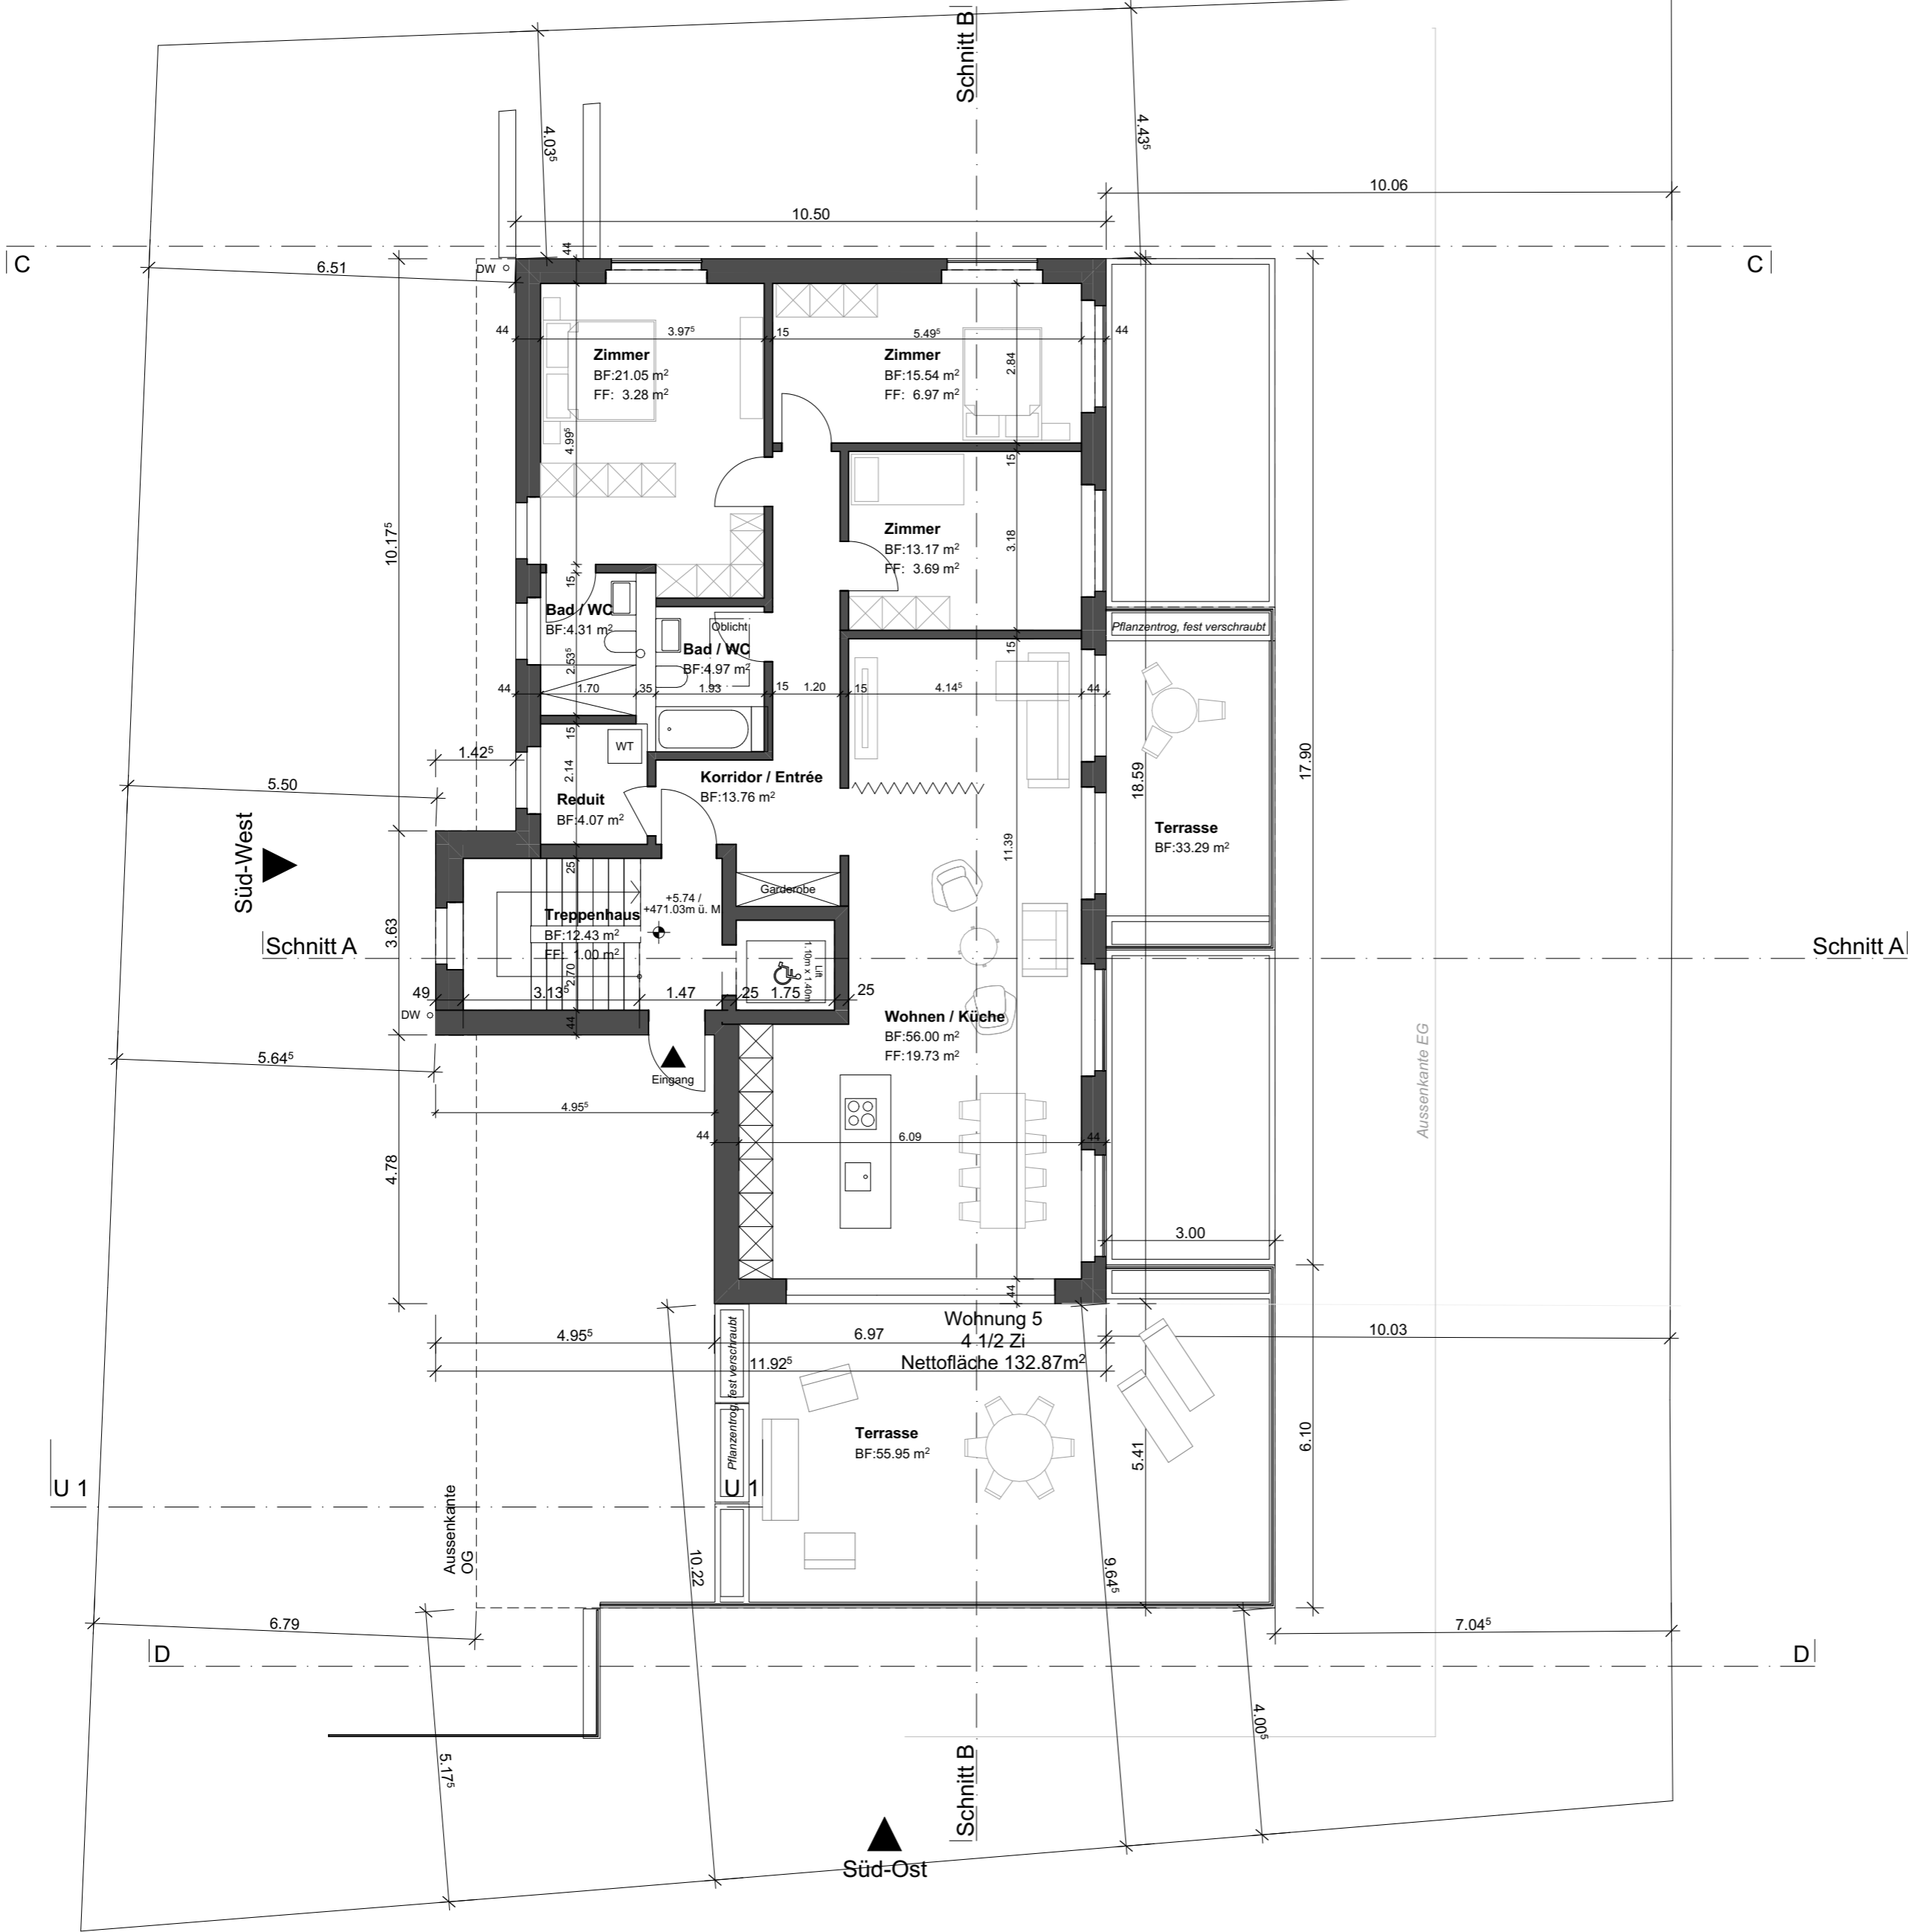 Schnitt B
4.03⁵
4.43⁵
10.06
10.50
C
C
6.51
DW
44
44
3.97⁵
15
5.49⁵
44
Zimmer
BF:21.05 m²
FF: 3.28 m²
Zimmer
BF:15.54 m²
FF: 6.97 m²
2.84
4.99⁵
15
10.17⁵
Zimmer
BF:13.17 m²
FF: 3.69 m²
3.18
15
Bad / WC
BF:4.31 m²
Oblicht
Bad / WC
BF:4.97 m²
Pflanzentrog, fest verschraubt
15
2.53⁵
44
1.70
35
1.93
15
1.20
15
4.14⁵
44
15
WT
1.42⁵
2.14
Korridor / Entrée
BF:13.76 m²
18.59
17.90
5.50
Reduit
BF:4.07 m²
Terrasse
BF:33.29 m²
11.39
Süd-West
25
Garderobe
+5.74 /
+471.03m ü. M
Treppenhaus
BF:12.43 m²
FF: 1.00 m²
3.63
Schnitt A
Schnitt A
Lift
1.10m x 1.40m
2.70
49
3.13⁵
1.47
25
1.75
25
DW
44
Wohnen / Küche
BF:56.00 m²
FF:19.73 m²
5.64⁵
Eingang
Aussenkante EG
4.95⁵
44
6.09
44
4.78
3.00
44
Wohnung 5
4 1/2 Zi
Nettofläche 132.87m²
4.95⁵
6.97
10.03
11.92⁵
Pflanzentrog, fest verschraubt
Terrasse
BF:55.95 m²
5.41
6.10
U 1
U 1
Aussenkante
OG
10.22
9.64⁵
6.79
7.04⁵
D
D
5.17⁵
4.00⁵
Schnitt B
Süd-Ost